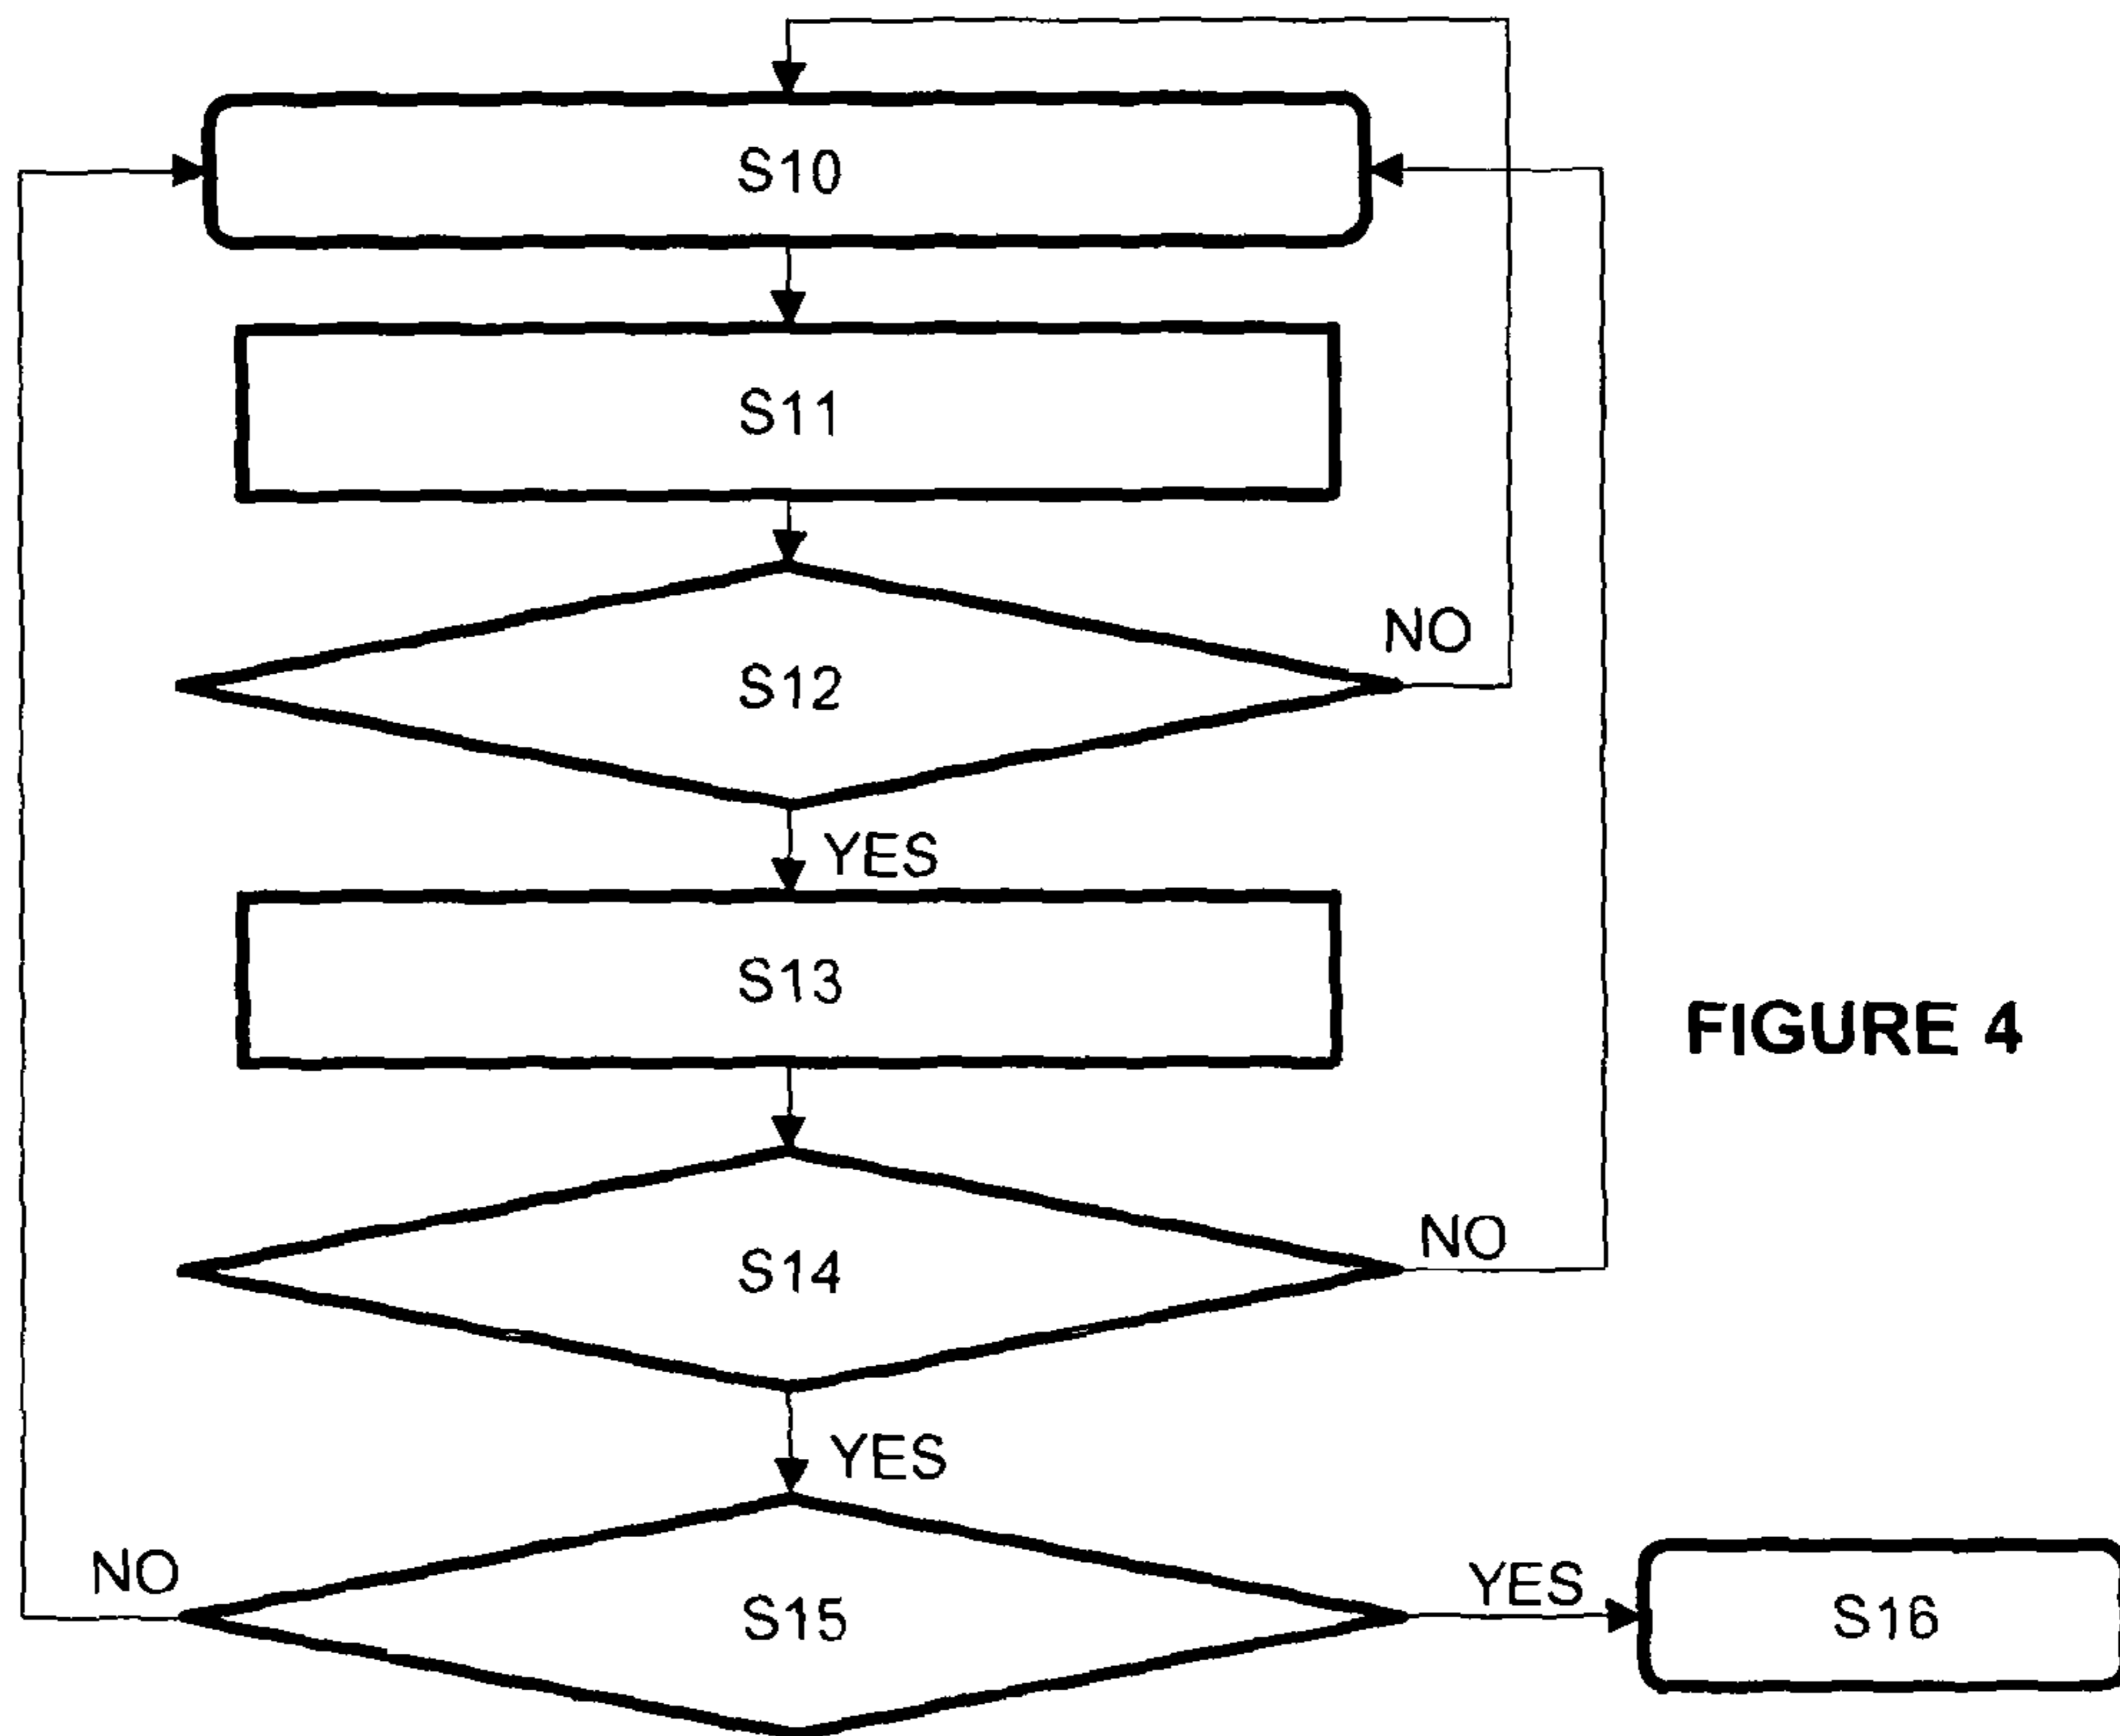 S10
S11
S12
NO
YES
S13
FIGURE 4
S14
NO
YES
NO
S15
YES
S16